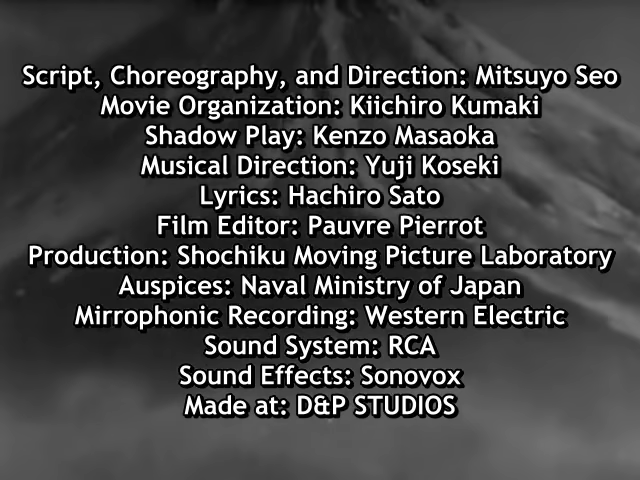 Script, Choreography, and Direction: Mitsuyo Seo
Movie Organization: Kiichiro Kumaki
Shadow Play: Kenzo Masaoka
Musical Direction: Yuji Koseki
Lyrics: Hachiro Sato
Film Editor: Pauvre Pierrot
Production: Shochiku Moving Picture Laboratory
Auspices: Naval Ministry of Japan
Mirrophonic Recording: Western Electric
Sound System: RCA
Sound Effects: Sonovox
Made at: D&P STUDIOS